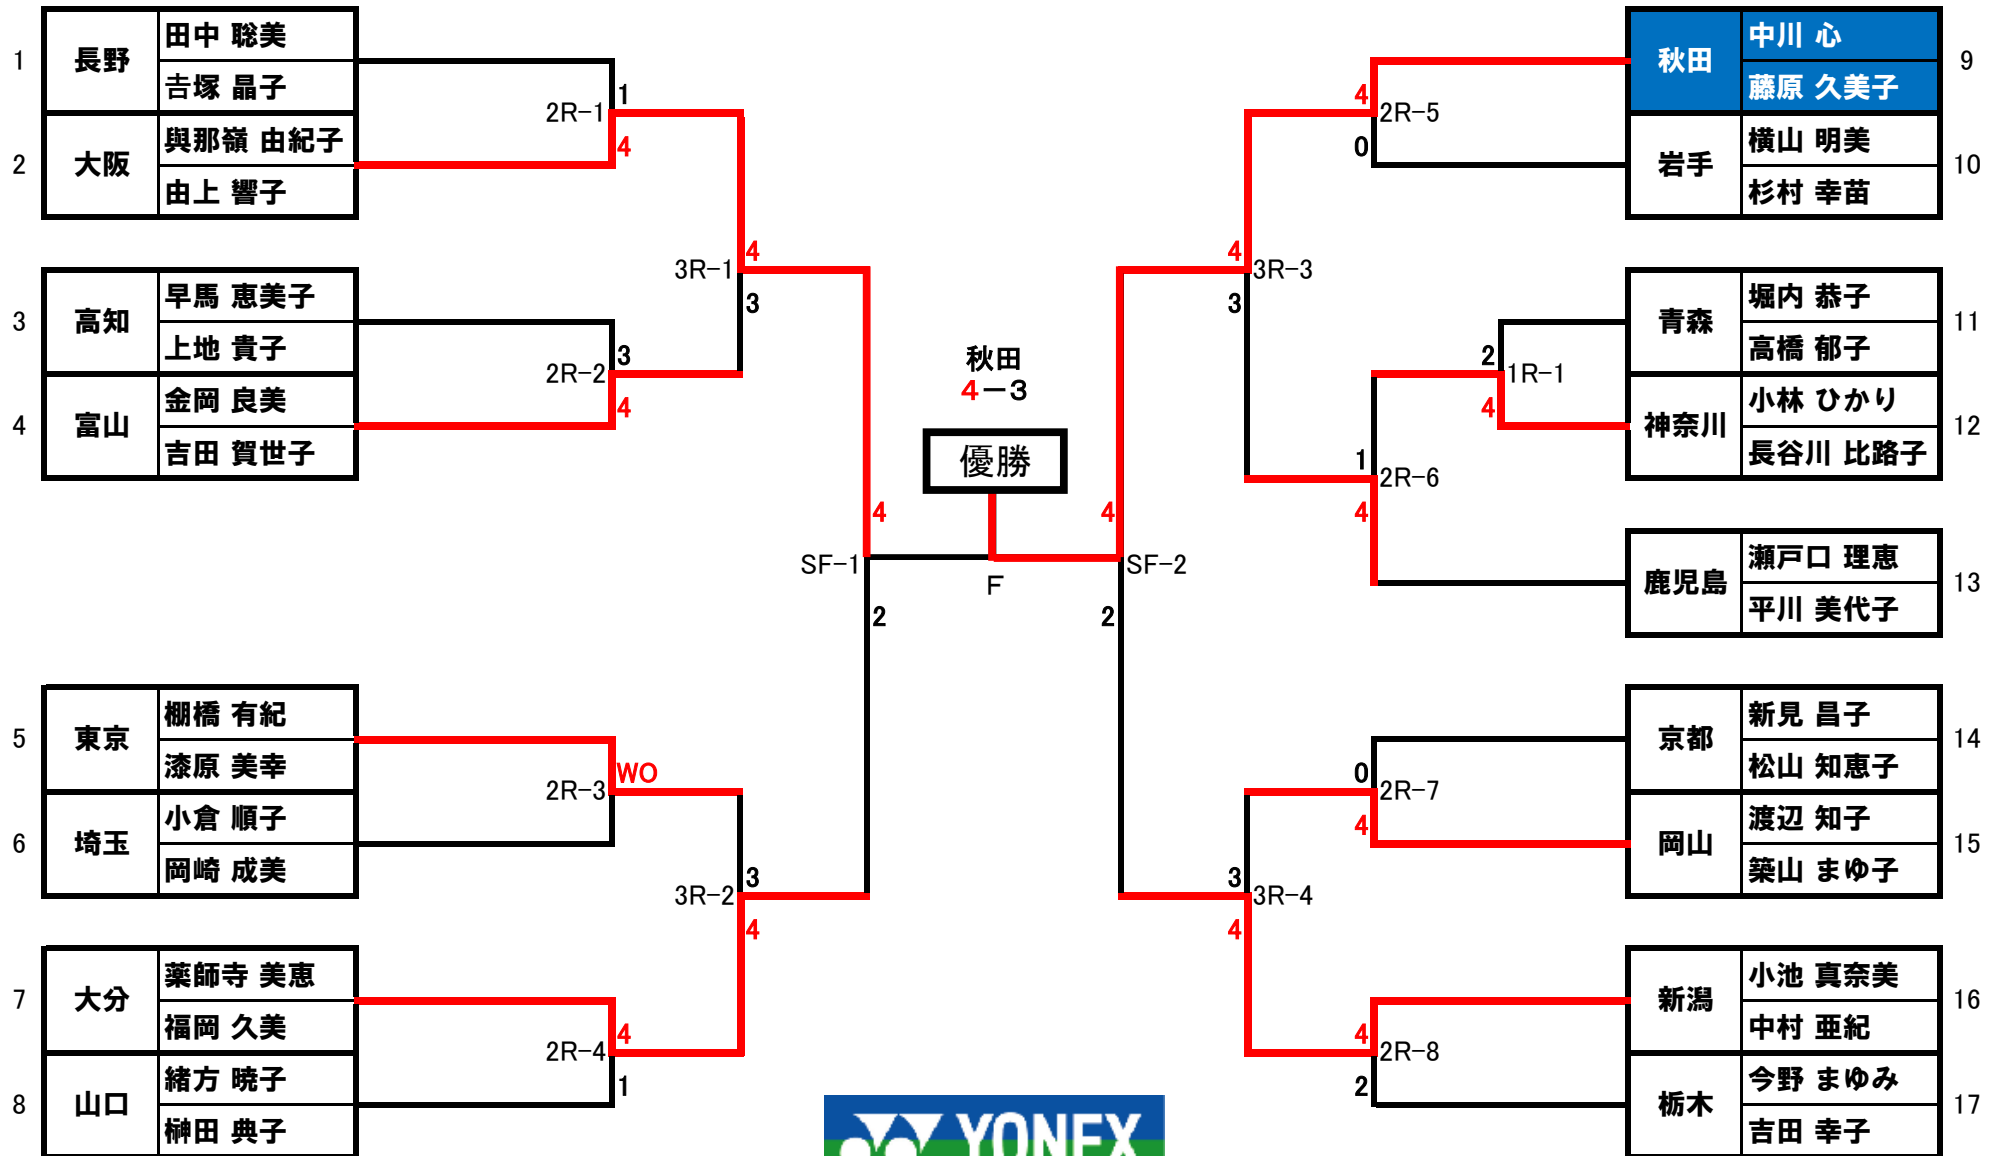 1 長野 田中 聡美
吉塚 晶子
2 大阪 與那嶺 由紀子
由上 響子
2R-1 1
4
3 高知 早馬 恵美子
上地 貴子
4 富山 金岡 良美
吉田 賀世子
2R-2 3
4
3R-1 4
3
5 東京 棚橋 有紀
漆原 美幸
6 埼玉 小倉 順子
岡崎 成美
2R-3 WO
7 大分 薬師寺 美恵
福岡 久美
8 山口 緒方 暁子
榊田 典子
2R-4 4
1
3R-2 3
4
SF-1 4
2
秋田
4-3
優勝
F
YONEX
4 SF-2
2
4 3R-3
3
4 2R-5
0
秋田 中川 心 9
藤原 久美子
岩手 横山 明美 10
杉村 幸苗
青森 堀内 恭子 11
高橋 郁子
神奈川 小林 ひかり 12
長谷川 比路子
2 1R-1
4
1 2R-6
4
鹿児島 瀬戸口 理恵 13
平川 美代子
京都 新見 昌子 14
松山 知恵子
岡山 渡辺 知子 15
築山 まゆ子
0 2R-7
4
3 3R-4
4
新潟 小池 真奈美 16
中村 亜紀
栃木 今野 まゆみ 17
吉田 幸子
4 2R-8
2